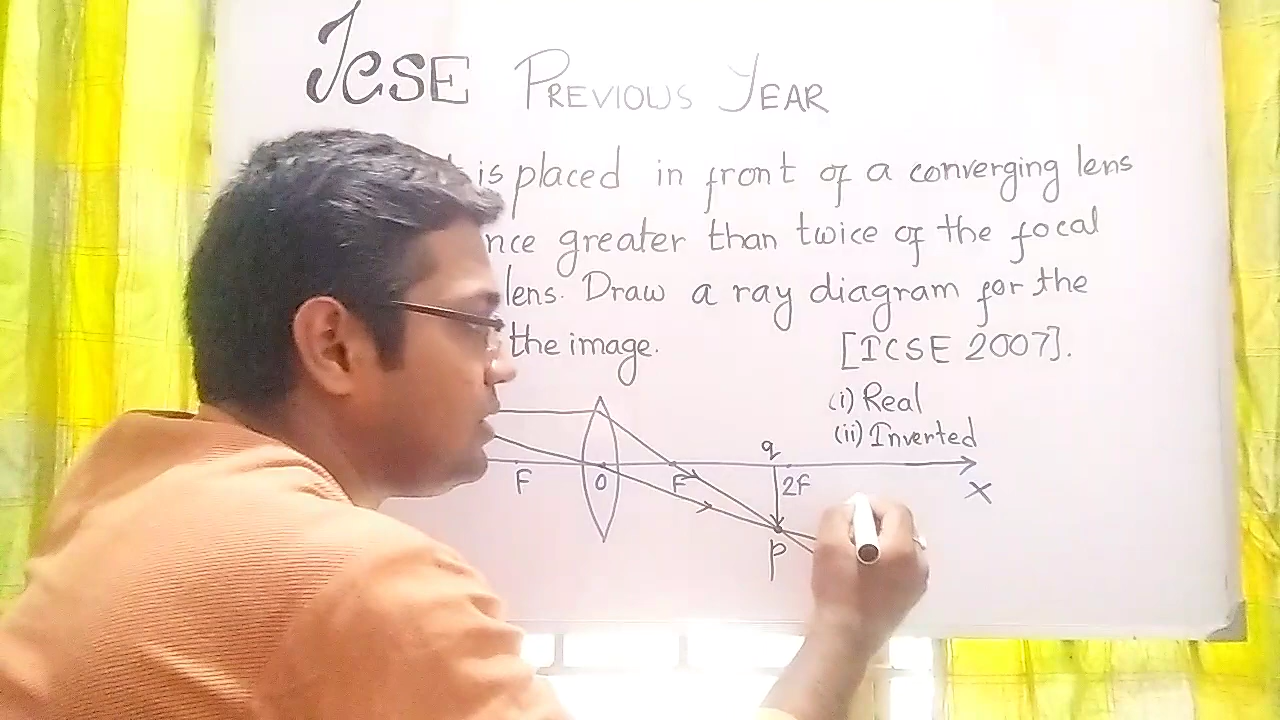 ICSE PREVIOUS YEAR
is placed in front of a converging lens
nce greater than twice of the focal
lens. Draw a ray diagram for the
the image. [ICSE 2007].
(i) Real
(ii) Inverted
q
F O F 2F
X
p